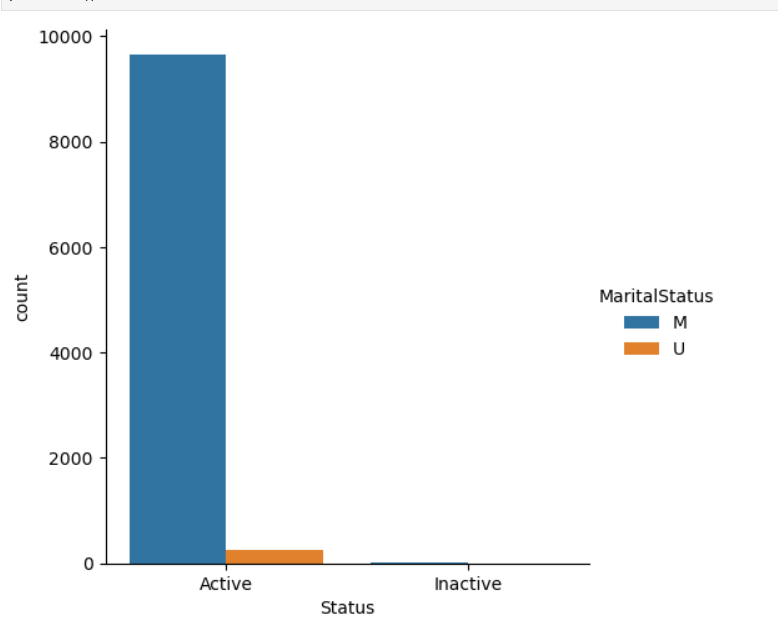 10000
8000
6000
4000
2000
0
count
Active
Inactive
Status
MaritalStatus
M
U